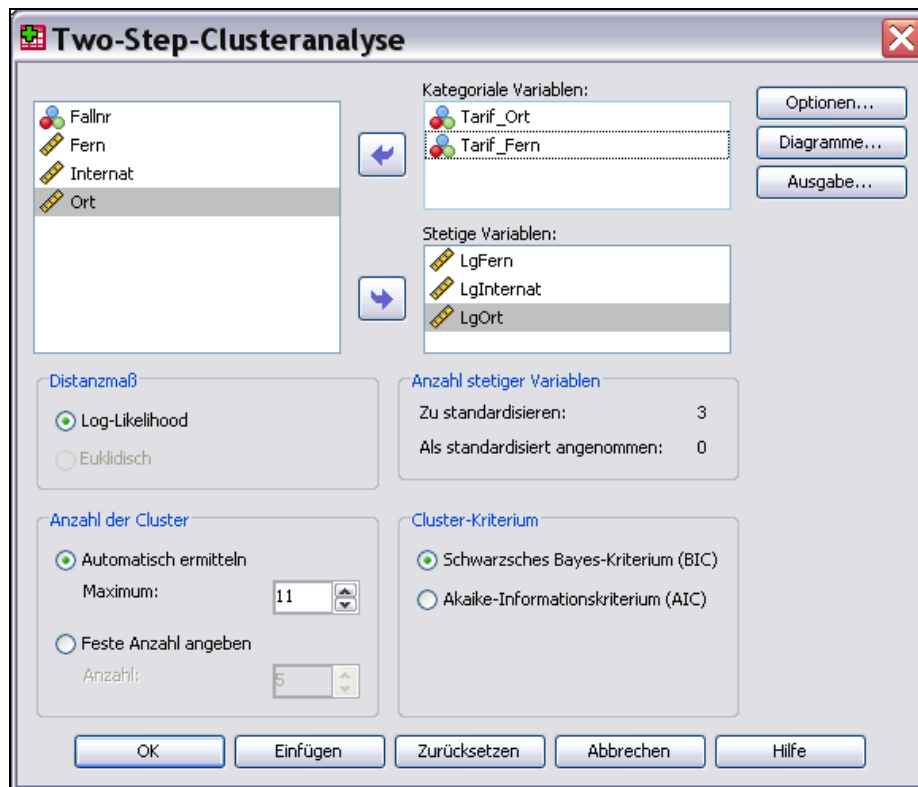 Two-Step-Clusteranalyse
Fallnr
Fern
Internat
Ort
Kategoriale Variablen:
Tarif_Ort
Tarif_Fern
Optionen...
Diagramme...
Ausgabe...
Stetige Variablen:
LgFern
LgInternat
LgOrt
Distanzmaß
Log-Likelihood
Euklidisch
Anzahl stetiger Variablen
Zu standardisieren: 3
Als standardisiert angenommen: 0
Anzahl der Cluster
Automatisch ermitteln
Maximum: 11
Feste Anzahl angeben
Anzahl: 5
Cluster-Kriterium
Schwarzsches Bayes-Kriterium (BIC)
Akaike-Informationskriterium (AIC)
OK Einfügen Zurücksetzen Abbrechen Hilfe